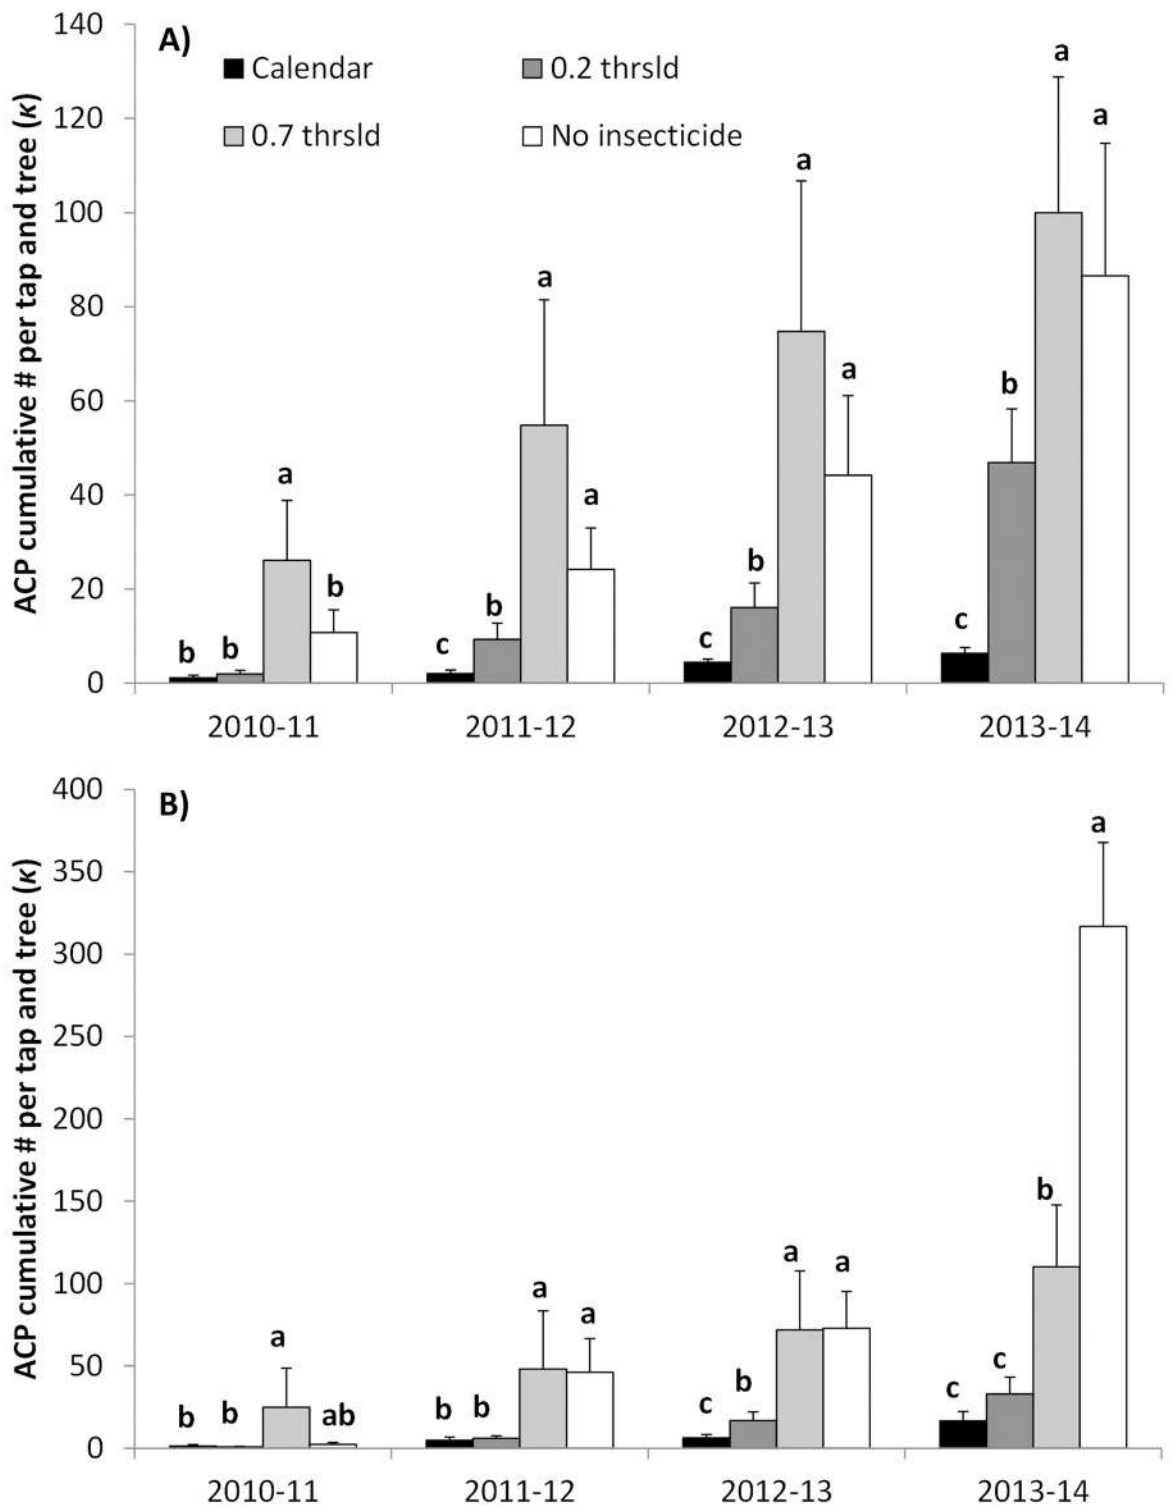 A)
Calendar 0.2 thrsld
0.7 thrsld No insecticide
ACP cumulative # per tap and tree (κ)
140
120
100
80
60
40
20
0
b b a b
c b a a
c b a a
c b a a
2010-11 2011-12 2012-13 2013-14
B)
ACP cumulative # per tap and tree (κ)
400
350
300
250
200
150
100
50
0
b b a ab
b b a a
c b a a
c c b a
2010-11 2011-12 2012-13 2013-14